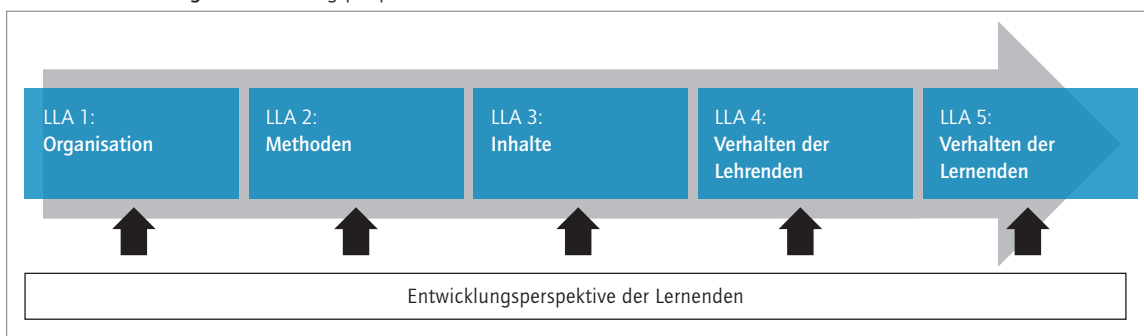 LLA 1:
Organisation
LLA 2:
Methoden
LLA 3:
Inhalte
LLA 4:
Verhalten der
Lehrenden
LLA 5:
Verhalten der
Lernenden
Entwicklungsperspektive der Lernenden